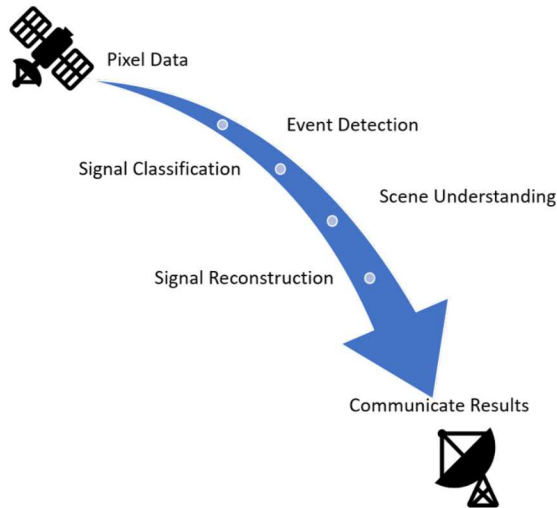 Pixel Data
Event Detection
Signal Classification
Scene Understanding
Signal Reconstruction
Communicate Results